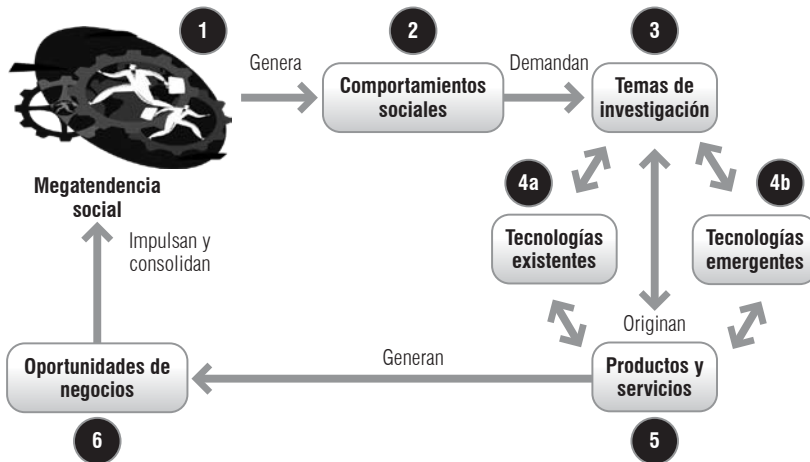 1
Megatendencia
social
Genera
2
Comportamientos
sociales
Demandan
3
Temas de
investigación
4a
Tecnologías
existentes
4b
Tecnologías
emergentes
Originan
Productos y
servicios
5
Generan
Oportunidades de
negocios
6
Impulsan y
consolidan